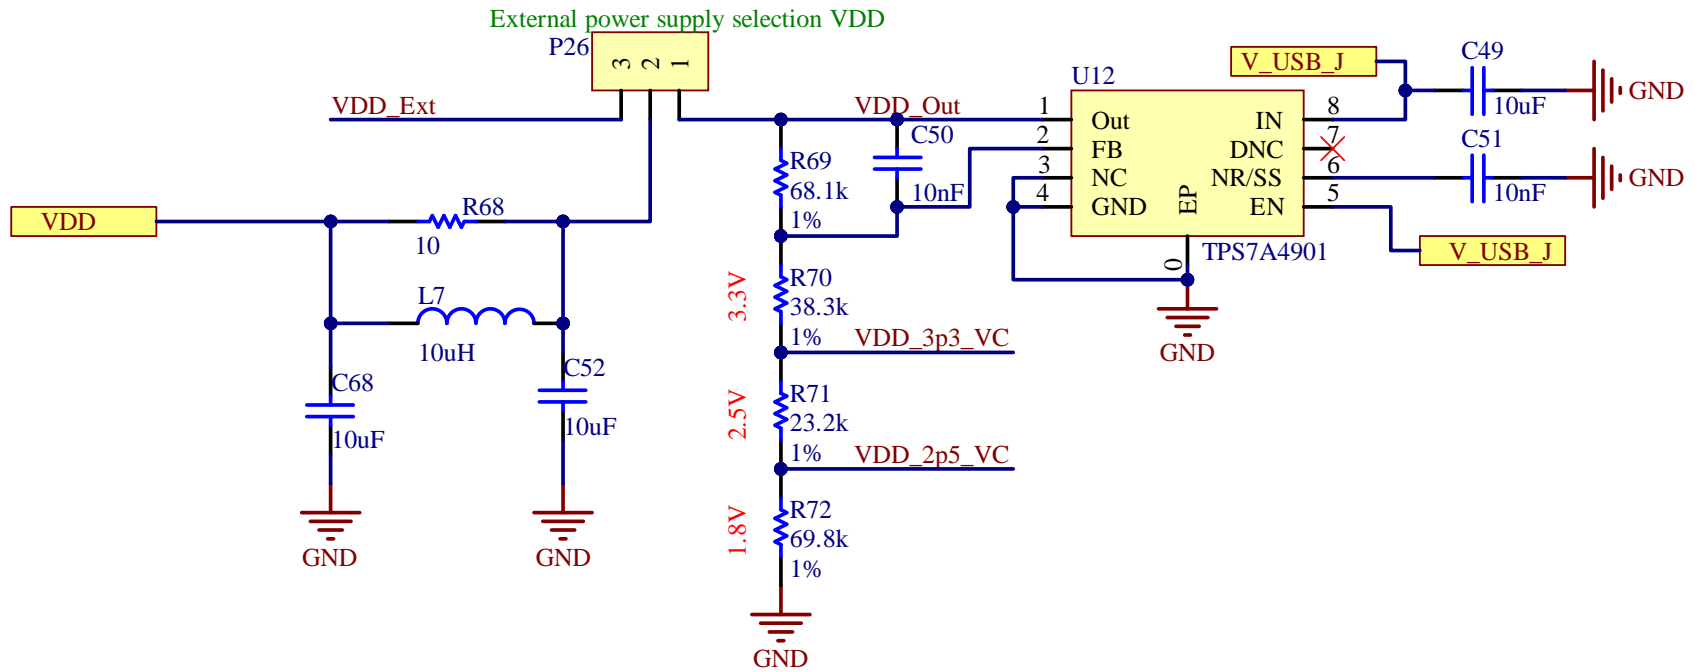 External power supply selection VDD
P26
3
2
1
VDD_Ext
VDD_Out
VDD
R68
10
L7
10uH
C68
10uF
GND
C52
10uF
GND
R69
68.1k
1%
C50
10nF
3.3V
R70
38.3k
1%
VDD_3p3_VC
2.5V
R71
23.2k
1%
VDD_2p5_VC
1.8V
R72
69.8k
1%
GND
U12
1
2
3
4
Out
FB
NC
GND
EP
0
IN
DNC
NR/SS
EN
8
7
6
5
TPS7A4901
GND
V_USB_J
C49
10uF
GND
C51
10nF
GND
V_USB_J